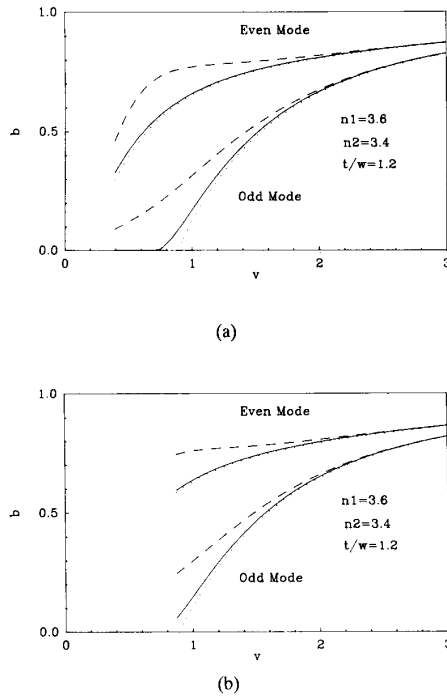 1.0
Even Mode
n1=3.6
b
0.5
n2=3.4
t/w=1.2
Odd Mode
0.0
0
1
2
3
v
(a)
1.0
Even Mode
n1=3.6
b
0.5
n2=3.4
t/w=1.2
Odd Mode
0.0
0
1
2
3
v
(b)